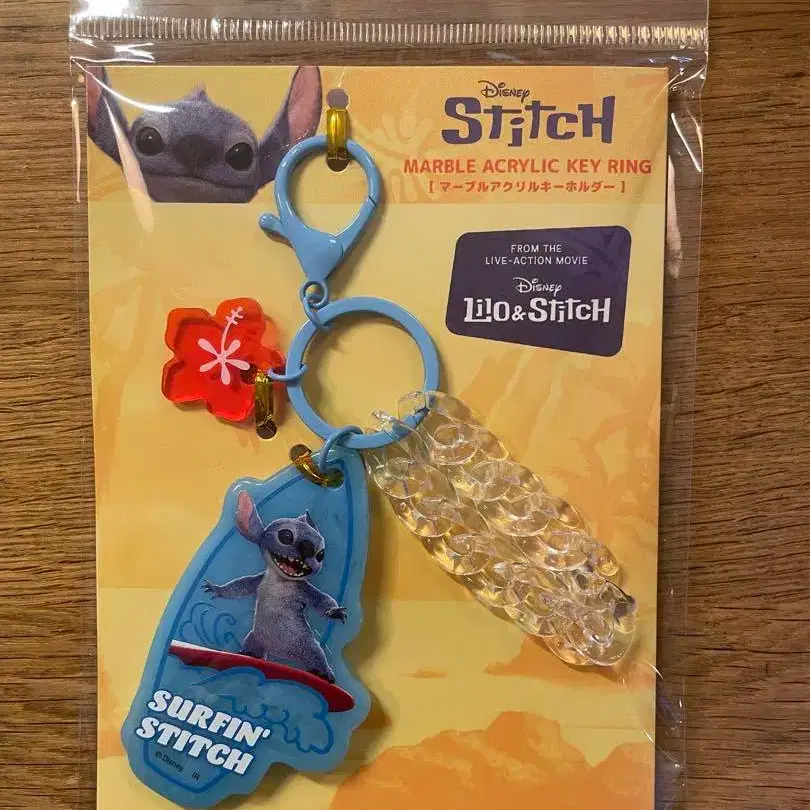 Disney
Stitch
MARBLE ACRYLIC KEY RING
【 マーブルアクリルキーホルダー 】
FROM THE
LIVE-ACTION MOVIE
Disney
Lilo & Stitch
SURFIN'
STITCH
© Disney IR